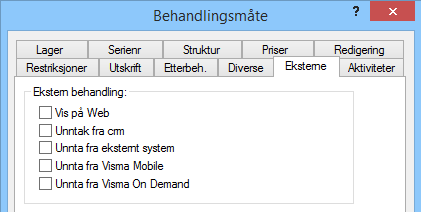 Behandlingsmåte
Lager Serienr Struktur Priser Redigering
Restriksjoner Utskrift Etterbeh. Diverse Eksterne Aktiviteter
Ekstern behandling:
Vis på Web
Unntak fra crm
Unnta fra eksternt system
Unnta fra Visma Mobile
Unnta fra Visma On Demand